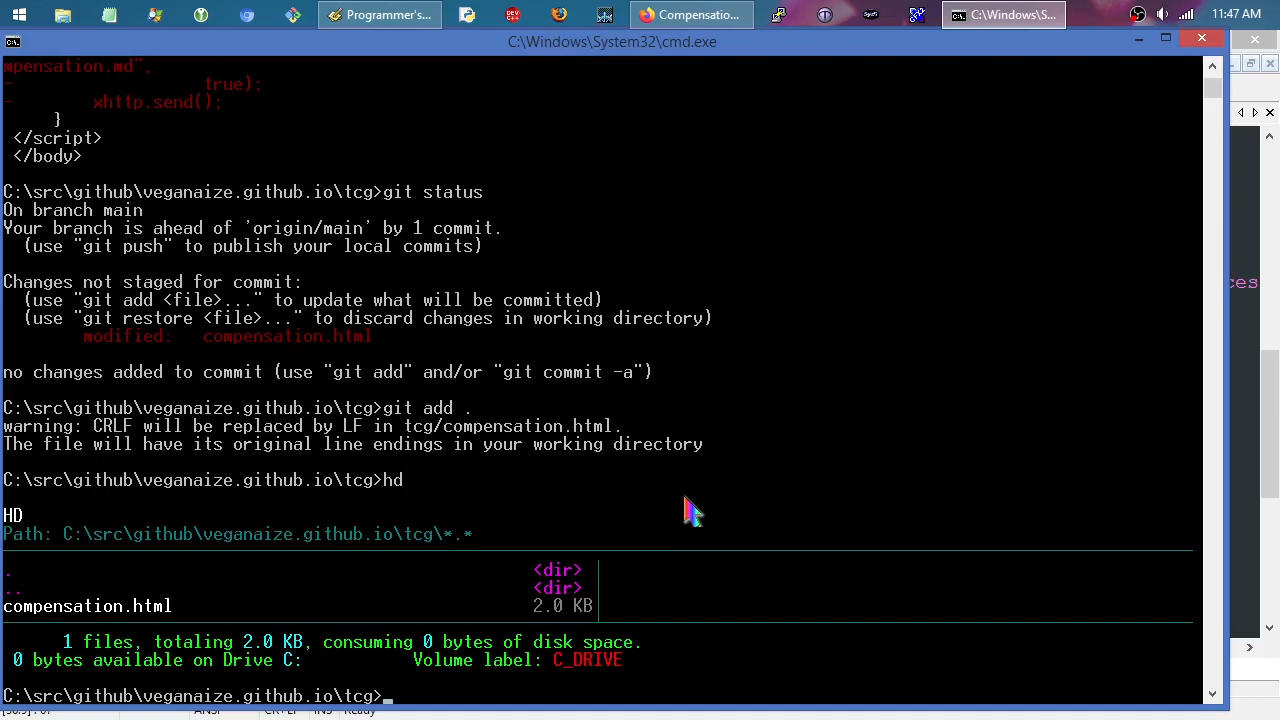 Programmer's...
Compensatio...
C:\Windows\S...
11:47 AM
C:\Windows\System32\cmd.exe
mpensation.md",
-                   true);
-        xhttp.send();
     }
 </script>
 </body>
C:\src\github\veganaize.github.io\tcg>git status
On branch main
Your branch is ahead of 'origin/main' by 1 commit.
  (use "git push" to publish your local commits)
Changes not staged for commit:
  (use "git add <file>..." to update what will be committed)
  (use "git restore <file>..." to discard changes in working directory)
        modified:   compensation.html
no changes added to commit (use "git add" and/or "git commit -a")
C:\src\github\veganaize.github.io\tcg>git add .
warning: CRLF will be replaced by LF in tcg/compensation.html.
The file will have its original line endings in your working directory
C:\src\github\veganaize.github.io\tcg>hd
HD
Path: C:\src\github\veganaize.github.io\tcg\*.*
. <dir>
.. <dir>
compensation.html 2.0 KB
1 files, totaling 2.0 KB, consuming 0 bytes of disk space.
0 bytes available on Drive C: Volume label: C_DRIVE
C:\src\github\veganaize.github.io\tcg>_
ces